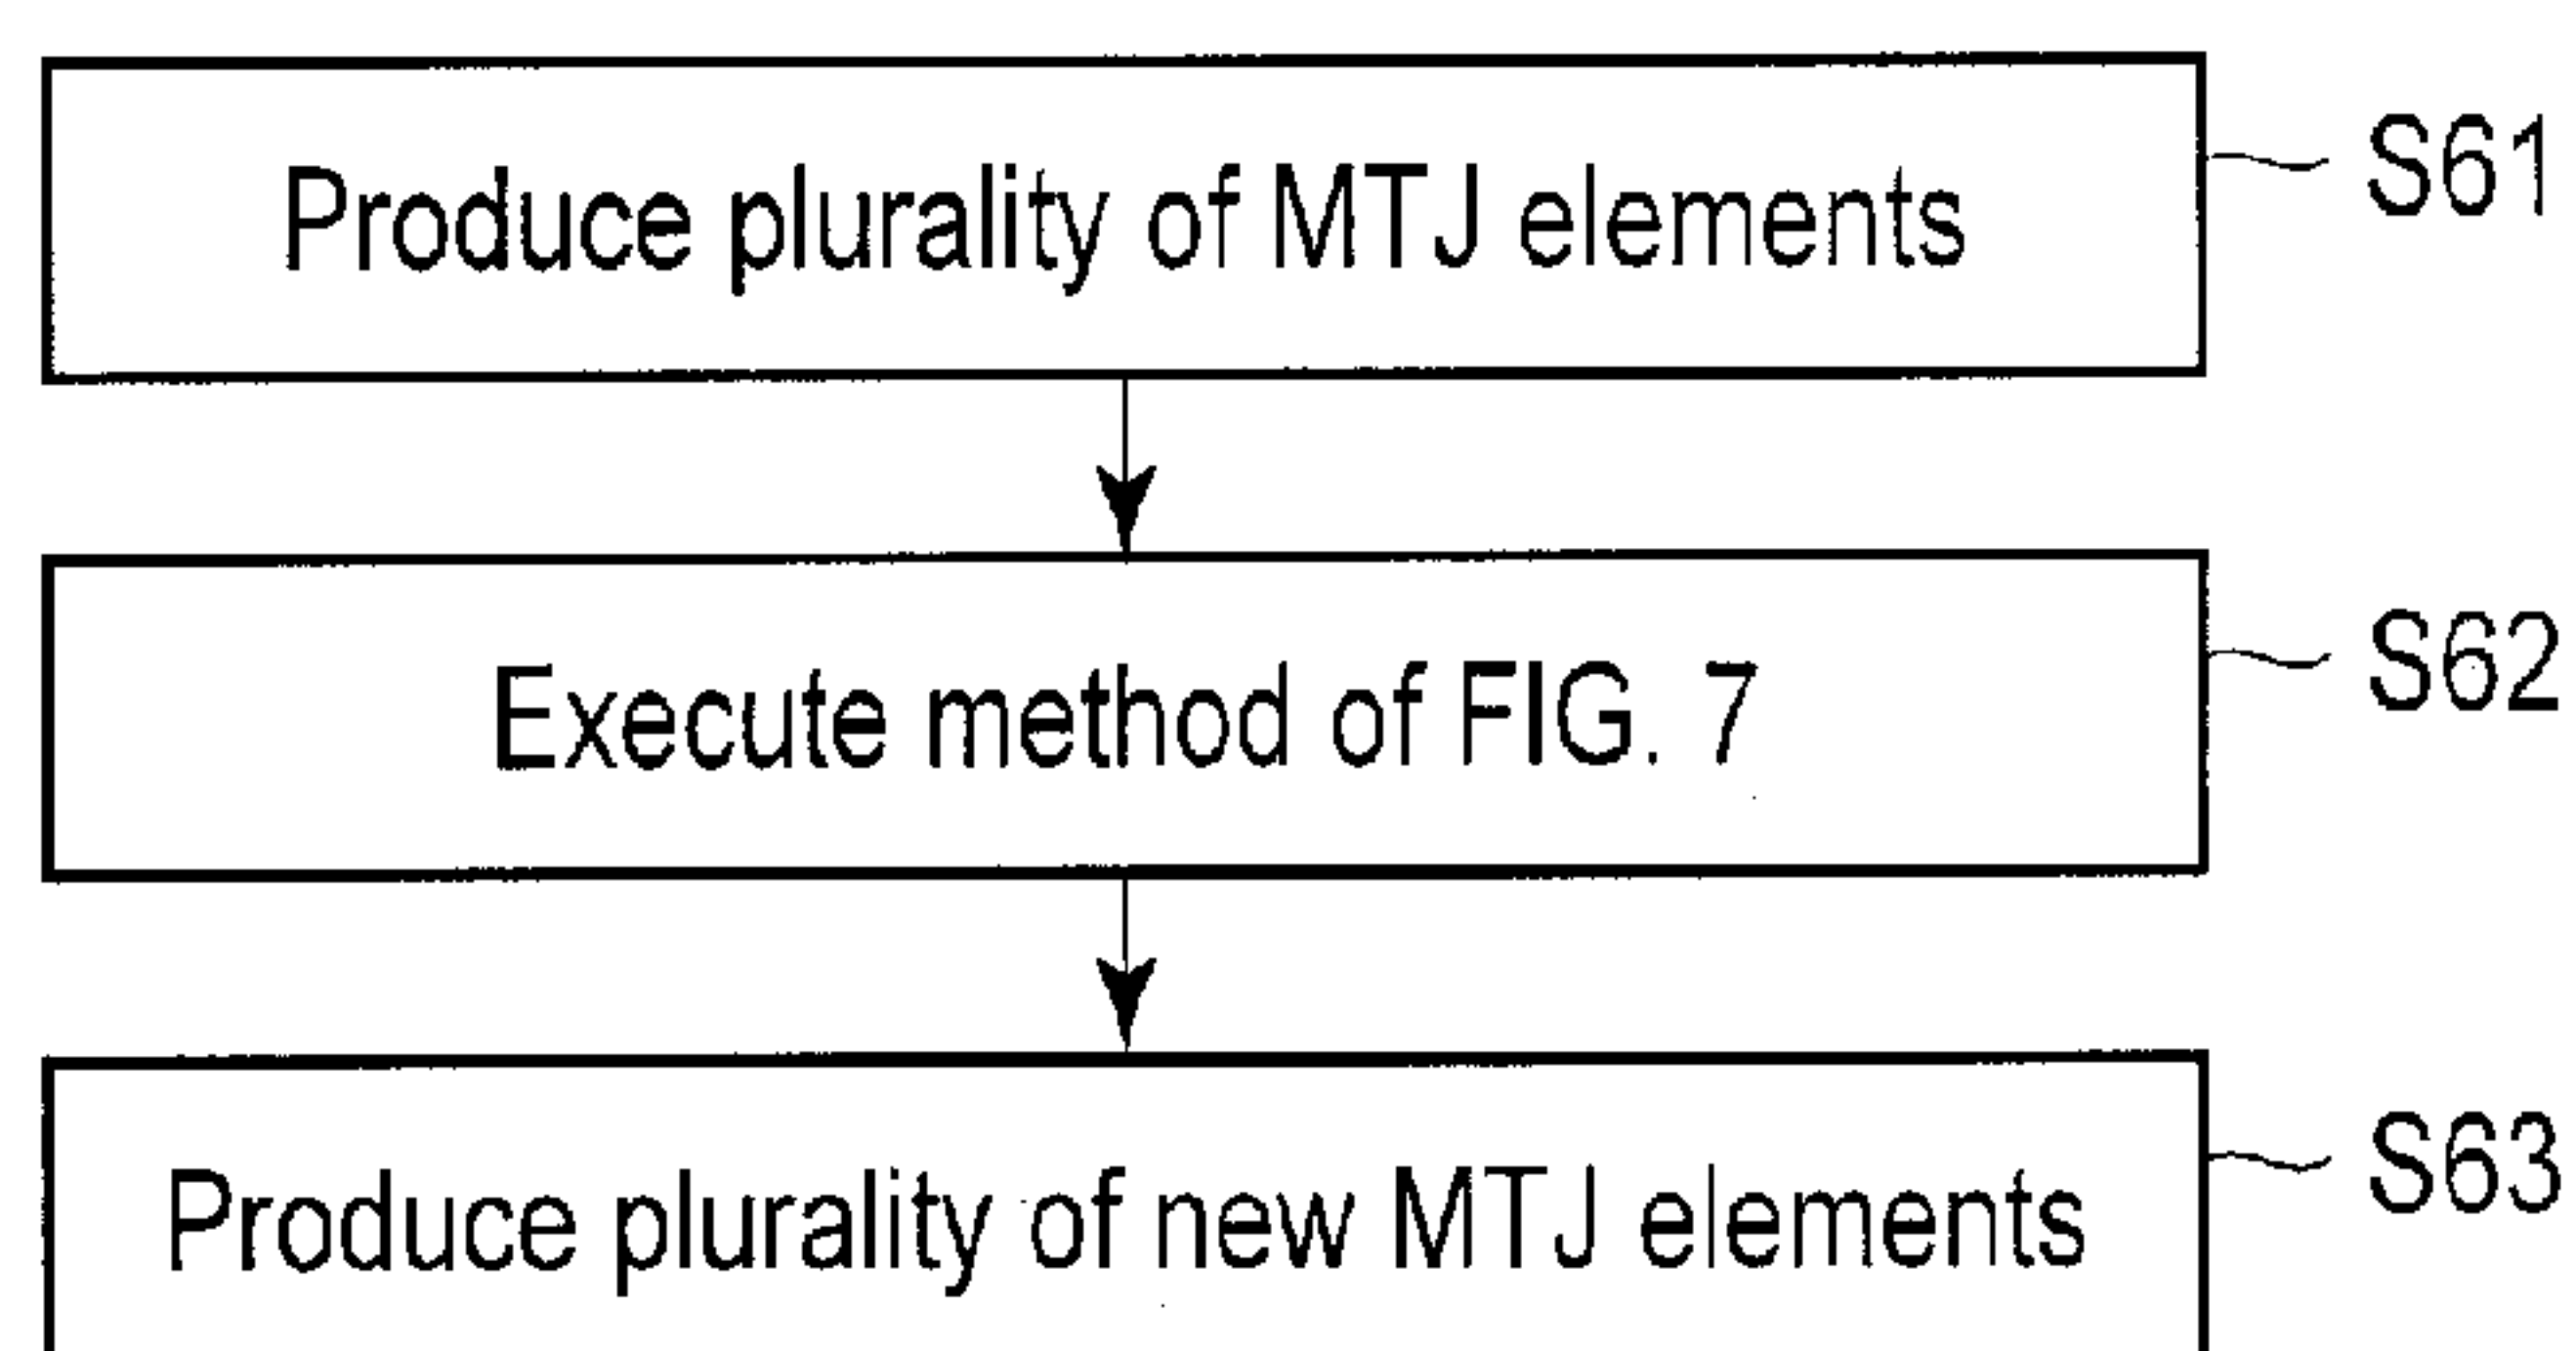 Produce plurality of MTJ elements
S61
Execute method of FIG. 7
S62
Produce plurality of new MTJ elements
S63